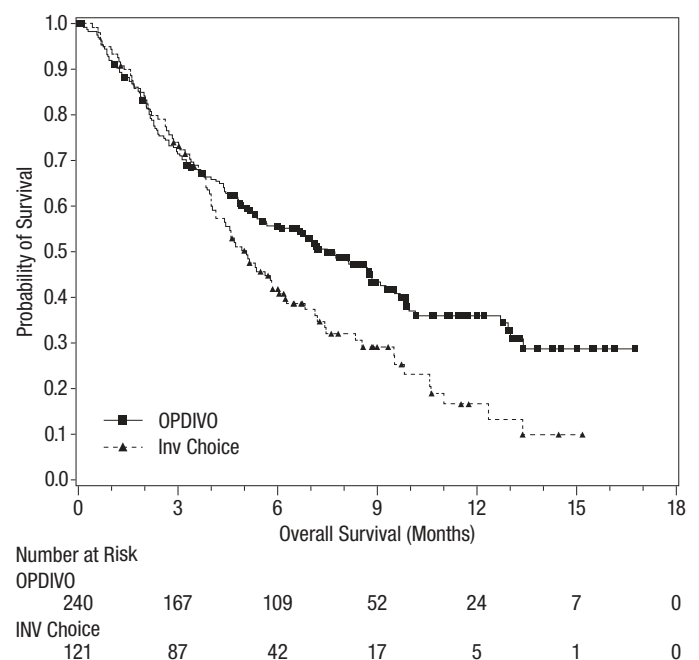 1.0
0.9
0.8
0.7
0.6
0.5
0.4
0.3
0.2
0.1
0.0
Probability of Survival
OPDIVO
Inv Choice
0 3 6 9 12 15 18
Overall Survival (Months)
Number at Risk
OPDIVO
240 167 109 52 24 7 0
INV Choice
121 87 42 17 5 1 0